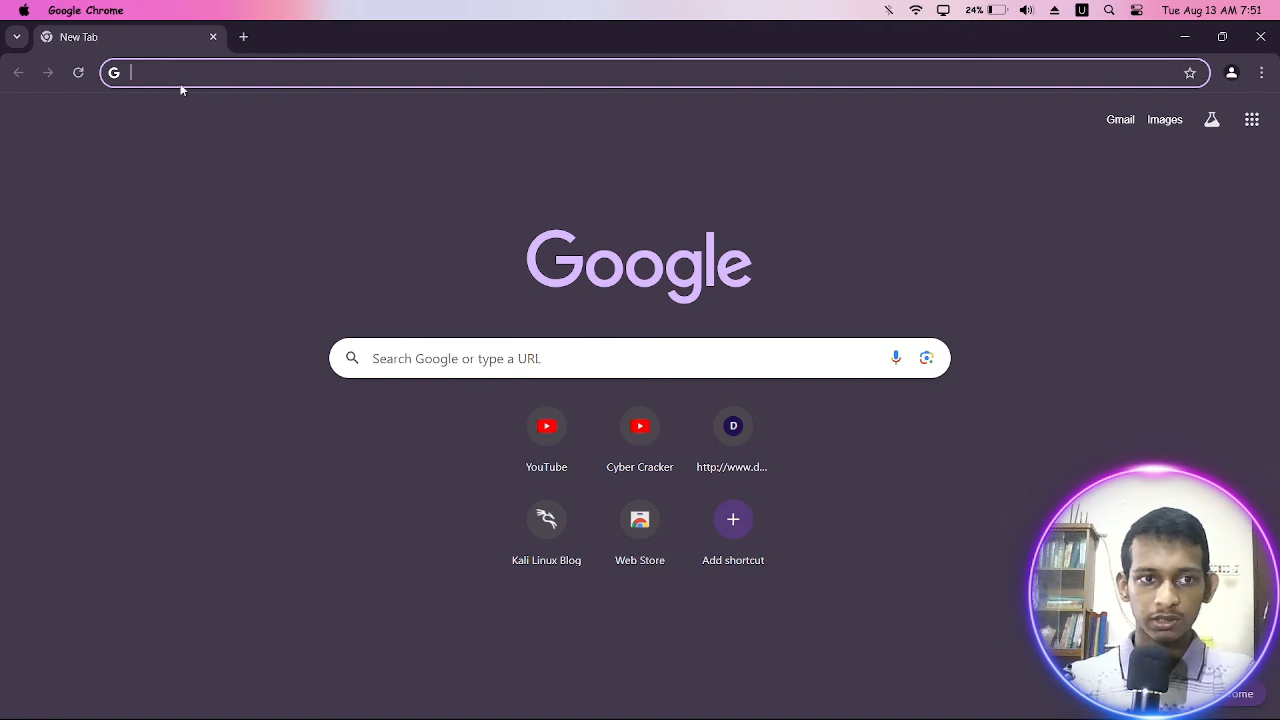 Google Chrome
24%
U
Tue Aug 13 AM 7:51
New Tab
G
Gmail
Images
Google
Search Google or type a URL
D
YouTube
Cyber Cracker
http://www.d...
Kali Linux Blog
Web Store
Add shortcut